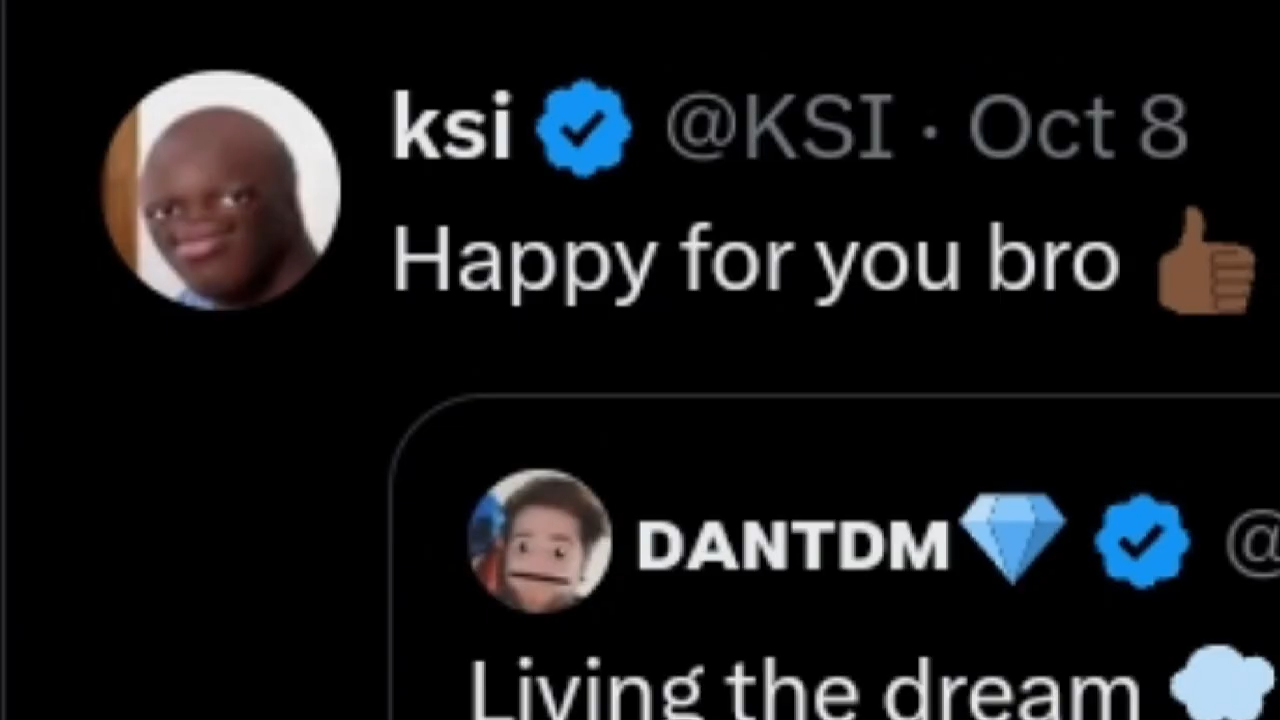 ksi @KSI · Oct 8
Happy for you bro 👍🏾
DANTDM💎 @
Living the dream 💭